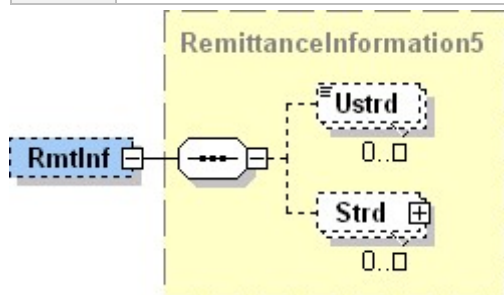 RemittanceInformation5
Ustrd
0..□
RmtInf
Strd
0..□